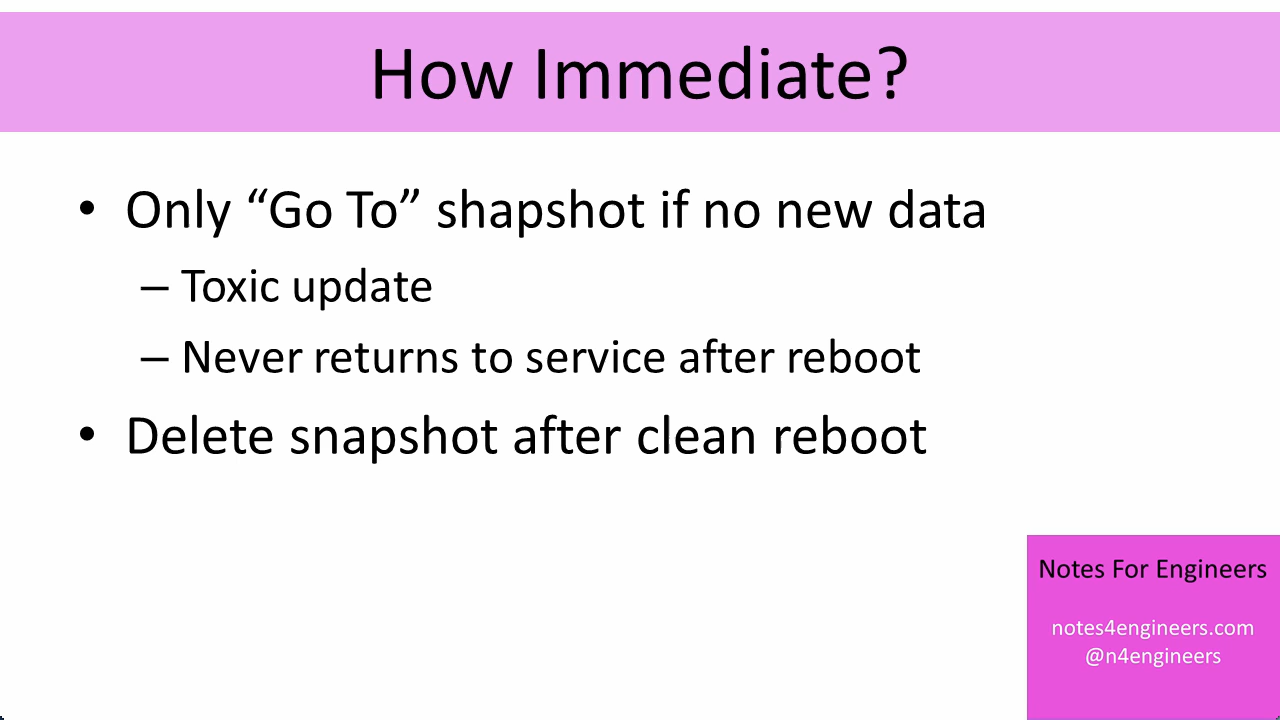 How Immediate?
• Only “Go To” shapshot if no new data
– Toxic update
– Never returns to service after reboot
• Delete snapshot after clean reboot
Notes For Engineers
notes4engineers.com
@n4engineers